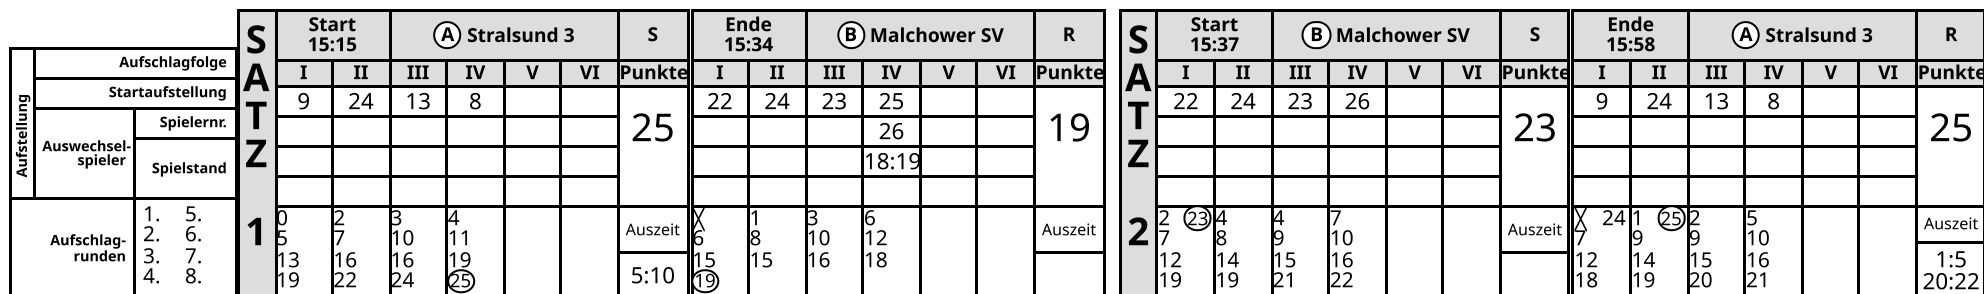 S A T Z 1
Start 15:15 A Stralsund 3 S Ende 15:34 B Malchower SV R
I II III IV V VI Punkte I II III IV V VI Punkte
9 24 13 8 25 22 24 23 25 19
26
18:19
0 2 3 4 Auszeit X 1 3 6 Auszeit
5 7 10 11 6 8 10 12
13 16 16 19 5:10 15 15 16 18
19 22 24 25 19
S A T Z 2
Start 15:37 B Malchower SV S Ende 15:58 A Stralsund 3 R
I II III IV V VI Punkte I II III IV V VI Punkte
22 24 23 26 23 9 24 13 8 25
2 23 4 4 7 Auszeit X 24 1 25 2 5 Auszeit
7 8 9 10 7 9 9 10
12 14 15 16 12 14 15 16 1:5
19 19 21 22 18 19 20 21 20:22
Aufstellung
Aufschlagfolge
Startaufstellung
Auswechsel-
spieler
Spielernr.
Spielstand
Aufschlag-
runden
1. 5.
2. 6.
3. 7.
4. 8.